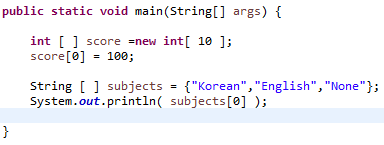 public static void main(String[] args) {
int [ ] score =new int[ 10 ];
score[0] = 100;
String [ ] subjects = {"Korean","English","None"};
System.out.println( subjects[0] );
}